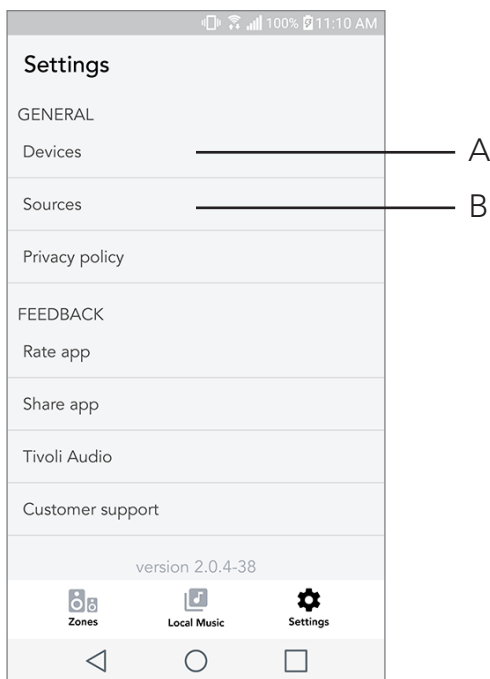 100% 11:10 AM
Settings
GENERAL
Devices
A
Sources
B
Privacy policy
FEEDBACK
Rate app
Share app
Tivoli Audio
Customer support
version 2.0.4-38
Zones
Local Music
Settings